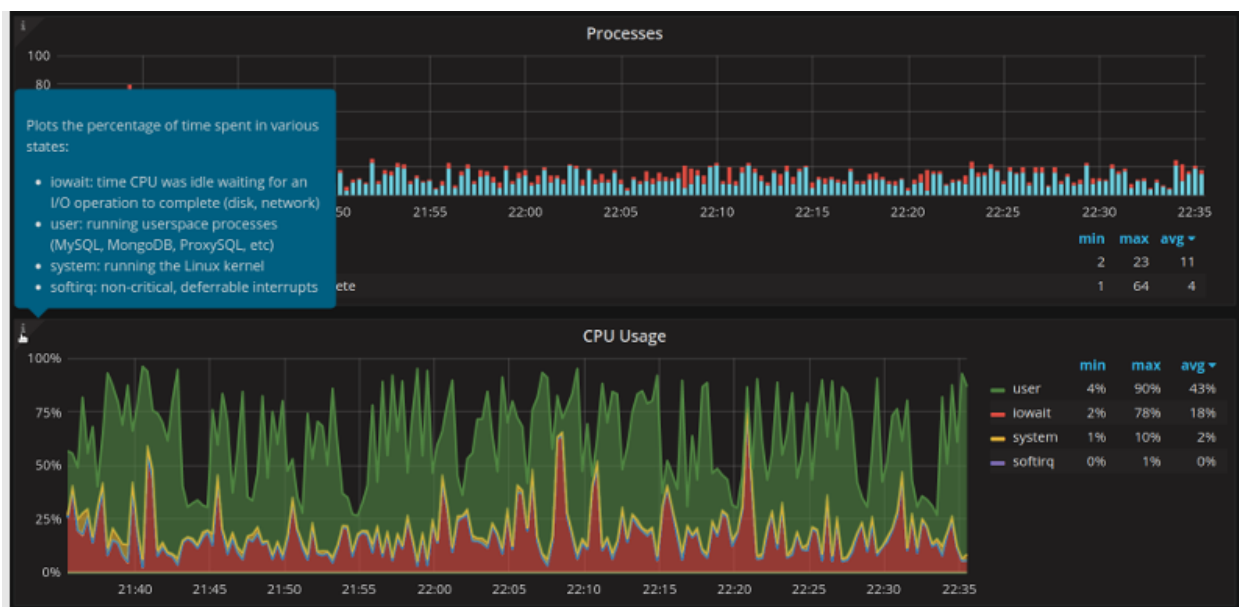 i
Processes
100
80
Plots the percentage of time spent in various
states:
• iowait: time CPU was idle waiting for an
I/O operation to complete (disk, network)
• user: running userspace processes
(MySQL, MongoDB, ProxySQL, etc)
• system: running the Linux kernel
• softirq: non-critical, deferrable interrupts
50 21:55 22:00 22:05 22:10 22:15 22:20 22:25 22:30 22:35
min max avg
2 23 11
ete 1 64 4
i
CPU Usage
100%
75%
50%
25%
0%
21:40 21:45 21:50 21:55 22:00 22:05 22:10 22:15 22:20 22:25 22:30 22:35
min max avg
user 4% 90% 43%
iowait 2% 78% 18%
system 1% 10% 2%
softirq 0% 1% 0%